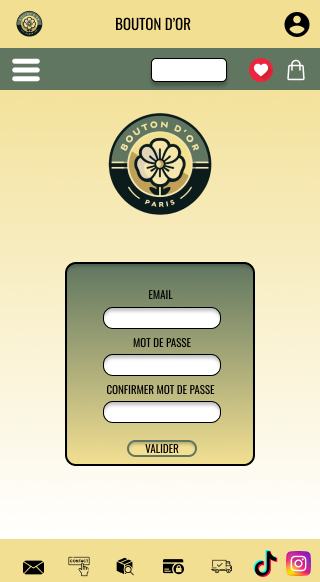 BOUTON D'OR
BOUTON D'OR
PARIS
EMAIL
MOT DE PASSE
CONFIRMER MOT DE PASSE
VALIDER
CONTACT